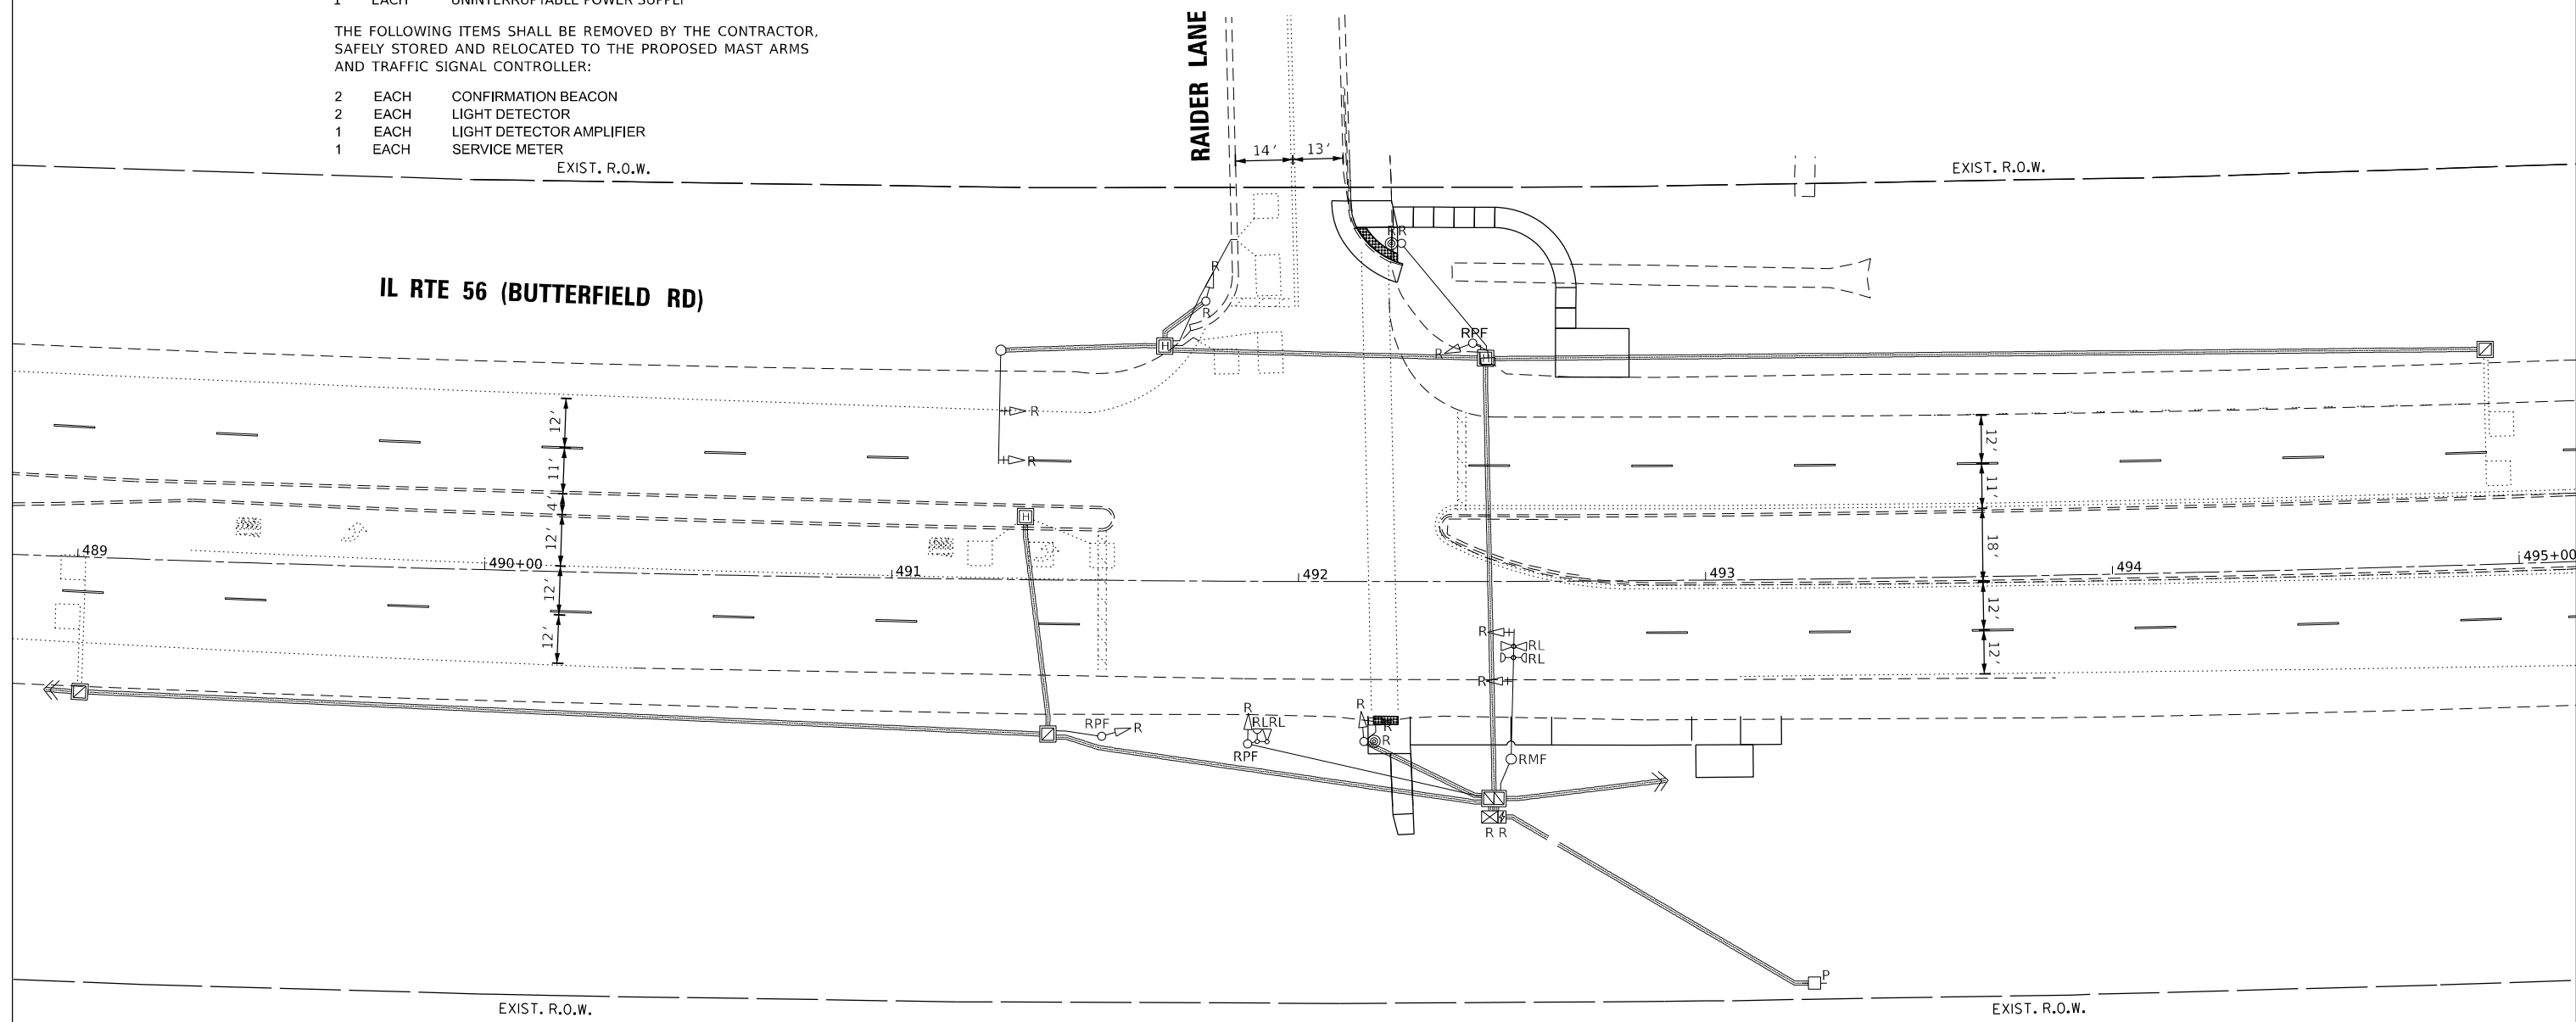 1 EACH UNINTERRUPTABLE POWER SUPPLY
THE FOLLOWING ITEMS SHALL BE REMOVED BY THE CONTRACTOR,
SAFELY STORED AND RELOCATED TO THE PROPOSED MAST ARMS
AND TRAFFIC SIGNAL CONTROLLER:
2 EACH CONFIRMATION BEACON
2 EACH LIGHT DETECTOR
1 EACH LIGHT DETECTOR AMPLIFIER
1 EACH SERVICE METER
EXIST. R.O.W.
RAIDER LANE
14'
13'
EXIST. R.O.W.
R R
R
R
IL RTE 56 (BUTTERFIELD RD)
H
RPF
R
H
R
R
12'
11'
4'
12'
12'
12'
12'
11'
18'
12'
12'
H
489
490+00
491
492
493
494
495+00
R
RL
RL
R
RPF
R
R
RLRL
RPF
R
R
R
RMF
R R
P
EXIST. R.O.W.
EXIST. R.O.W.